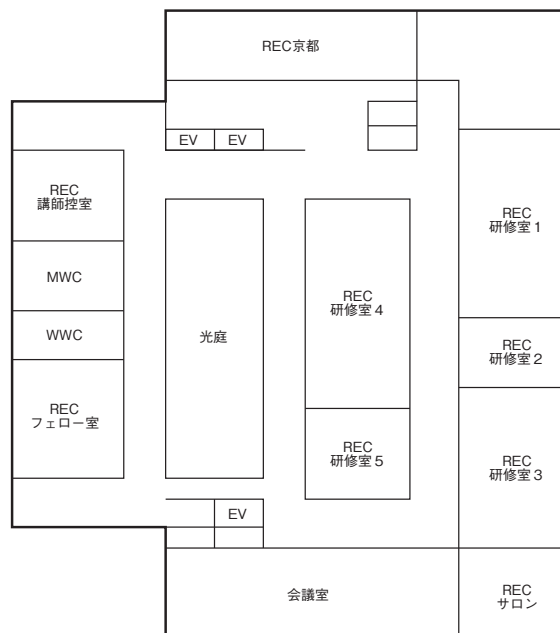 REC京都
EV
EV
REC
講師控室
REC
研修室1
MWC
REC
研修室4
WWC
光庭
REC
研修室2
REC
フェロー室
REC
研修室5
REC
研修室3
EV
会議室
REC
サロン